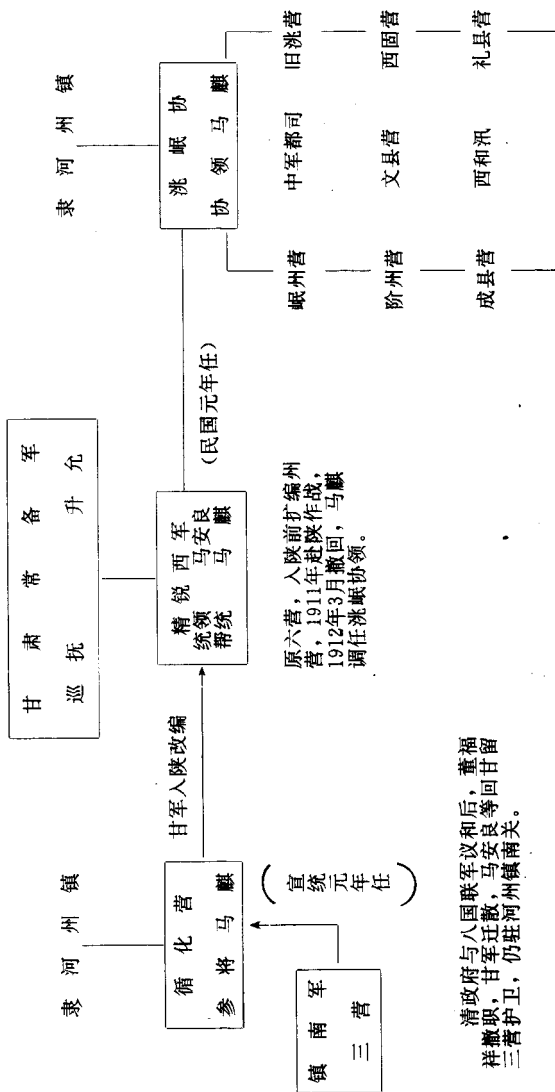 隶河州镇
循化营
参将马麒
（宣统元年任）
镇南军
三营
清政府与八国联军议和后，董福
祥撤职，甘军迁散，马安良等回甘留
三营护卫，仍驻河州镇南关。
甘军入陕改编
甘肃常备军
巡抚升允
精锐西军
统领马安良
帮统马麒
原六营，入陕前扩编州
营，1911年赴陕作战，
1912年3月撤回，马麒
调任洮岷协领。
（民国元年任）
隶河州镇
洮岷协
协领马麒
岷州营
中军都司
旧洮营
阶州营
文县营
西固营
成县营
西和汛
礼县营